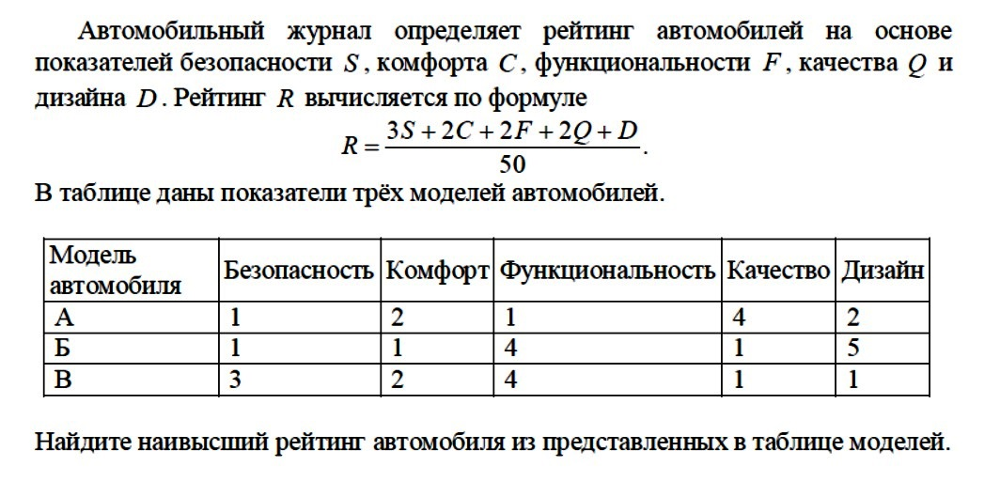 Автомобильный журнал определяет рейтинг автомобилей на основе
показателей безопасности S, комфорта C, функциональности F, качества Q и
дизайна D. Рейтинг R вычисляется по формуле
R = (3S + 2C + 2F + 2Q + D) / 50.
В таблице даны показатели трёх моделей автомобилей.
Модель автомобиля | Безопасность | Комфорт | Функциональность | Качество | Дизайн
А | 1 | 2 | 1 | 4 | 2
Б | 1 | 1 | 4 | 1 | 5
В | 3 | 2 | 4 | 1 | 1
Найдите наивысший рейтинг автомобиля из представленных в таблице моделей.